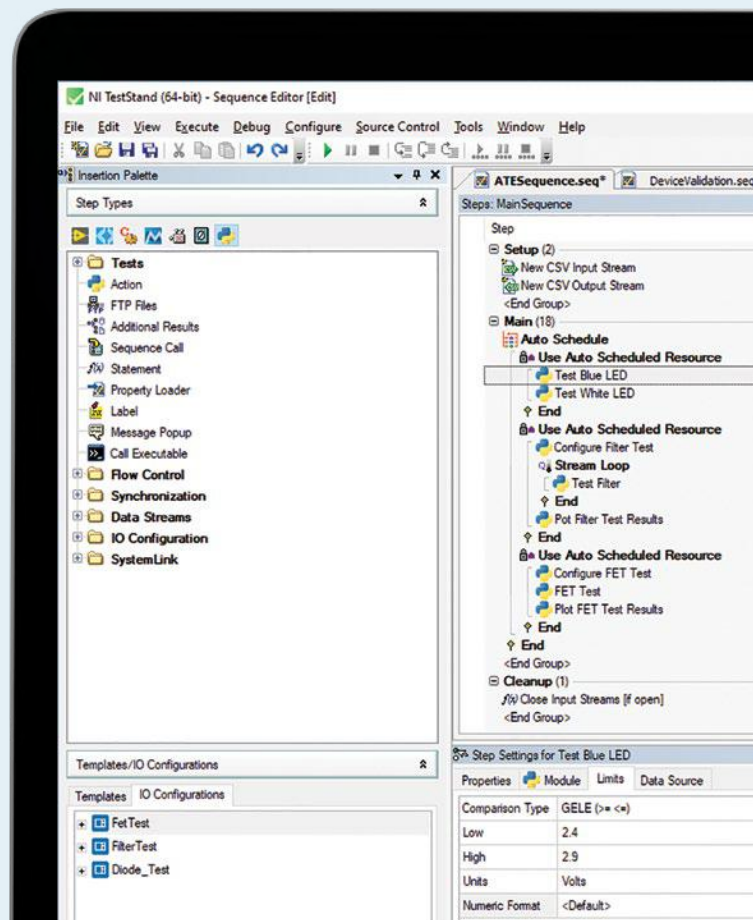 NI TestStand (64-bit) - Sequence Editor [Edit]
File Edit View Execute Debug Configure Source Control Tools Window Help
Insertion Palette
Step Types
Tests
Action
FTP Files
Additional Results
Sequence Call
Statement
Property Loader
Label
Message Popup
Call Executable
Flow Control
Synchronization
Data Streams
IO Configuration
SystemLink
Templates/IO Configurations
Templates IO Configurations
FetTest
FilterTest
Diode_Test
ATESequence.seq* DeviceValidation.seq
Steps: MainSequence
Step
Setup (2)
New CSV Input Stream
New CSV Output Stream
<End Group>
Main (18)
Auto Schedule
Use Auto Scheduled Resource
Test Blue LED
Test White LED
End
Use Auto Scheduled Resource
Configure Filter Test
Stream Loop
Test Filter
End
Pot Filter Test Results
End
Use Auto Scheduled Resource
Configure FET Test
FET Test
Plot FET Test Results
End
End
<End Group>
Cleanup (1)
Close Input Streams [if open]
<End Group>
Step Settings for Test Blue LED
Properties Module Limits Data Source
Comparison Type GELE (>= <=)
Low 2.4
High 2.9
Units Volts
Numeric Format <Default>